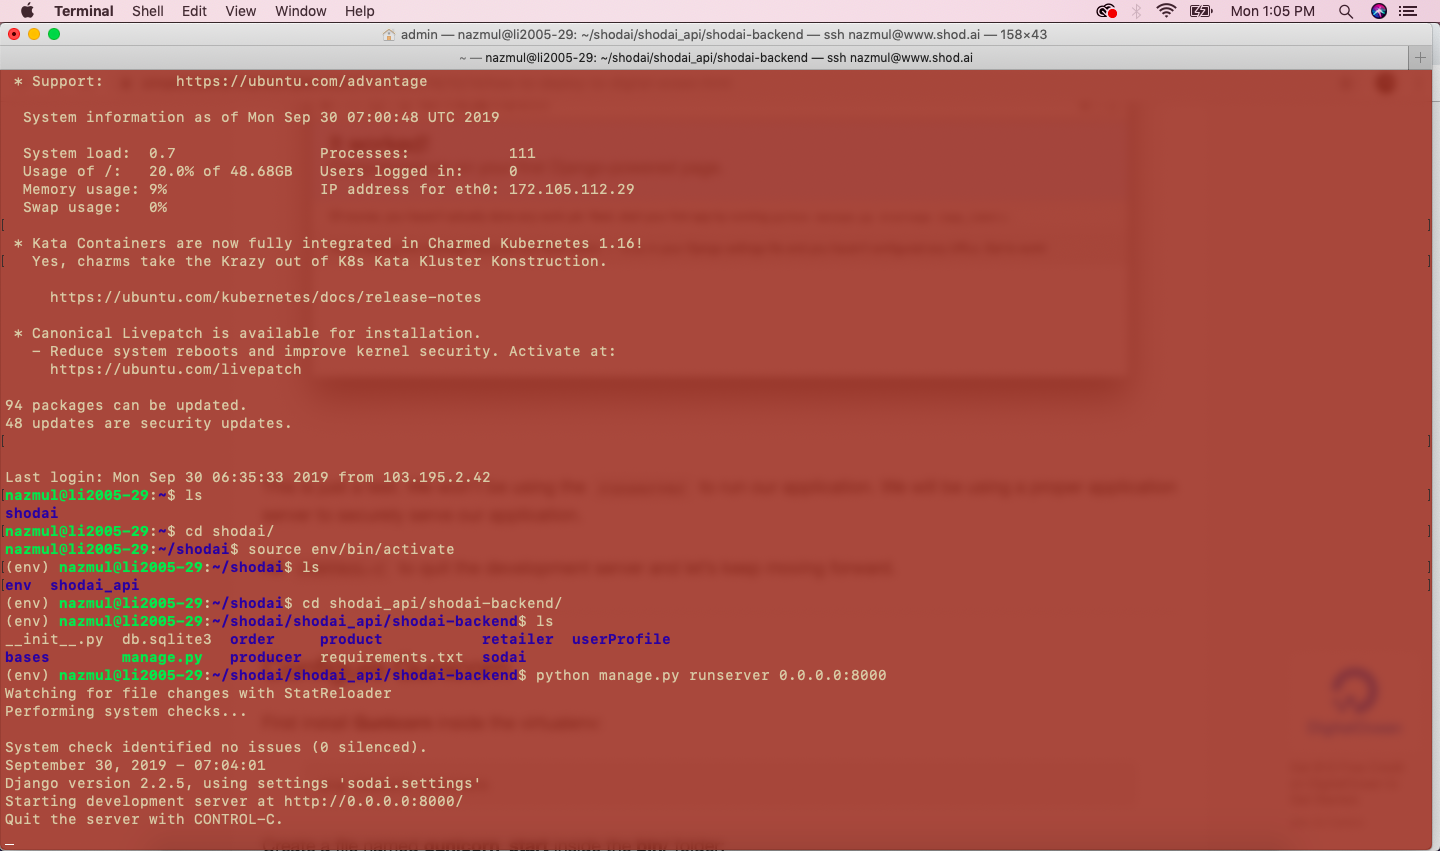 Terminal Shell Edit View Window Help Mon 1:05 PM
admin — nazmul@li2005-29: ~/shodai/shodai_api/shodai-backend — ssh nazmul@www.shod.ai — 158×43
~ — nazmul@li2005-29: ~/shodai/shodai_api/shodai-backend — ssh nazmul@www.shod.ai
* Support: https://ubuntu.com/advantage
System information as of Mon Sep 30 07:00:48 UTC 2019
System load: 0.7 Processes: 111
Usage of /: 20.0% of 48.68GB Users logged in: 0
Memory usage: 9% IP address for eth0: 172.105.112.29
Swap usage: 0%
* Kata Containers are now fully integrated in Charmed Kubernetes 1.16!
Yes, charms take the Krazy out of K8s Kata Kluster Konstruction.
https://ubuntu.com/kubernetes/docs/release-notes
* Canonical Livepatch is available for installation.
- Reduce system reboots and improve kernel security. Activate at:
https://ubuntu.com/livepatch
94 packages can be updated.
48 updates are security updates.
Last login: Mon Sep 30 06:35:33 2019 from 103.195.2.42
nazmul@li2005-29:~$ ls
shodai
nazmul@li2005-29:~$ cd shodai/
nazmul@li2005-29:~/shodai$ source env/bin/activate
(env) nazmul@li2005-29:~/shodai$ ls
env shodai_api
(env) nazmul@li2005-29:~/shodai$ cd shodai_api/shodai-backend/
(env) nazmul@li2005-29:~/shodai/shodai_api/shodai-backend$ ls
__init__.py db.sqlite3 order product retailer userProfile
bases manage.py producer requirements.txt sodai
(env) nazmul@li2005-29:~/shodai/shodai_api/shodai-backend$ python manage.py runserver 0.0.0.0:8000
Watching for file changes with StatReloader
Performing system checks...
System check identified no issues (0 silenced).
September 30, 2019 - 07:04:01
Django version 2.2.5, using settings 'sodai.settings'
Starting development server at http://0.0.0.0:8000/
Quit the server with CONTROL-C.